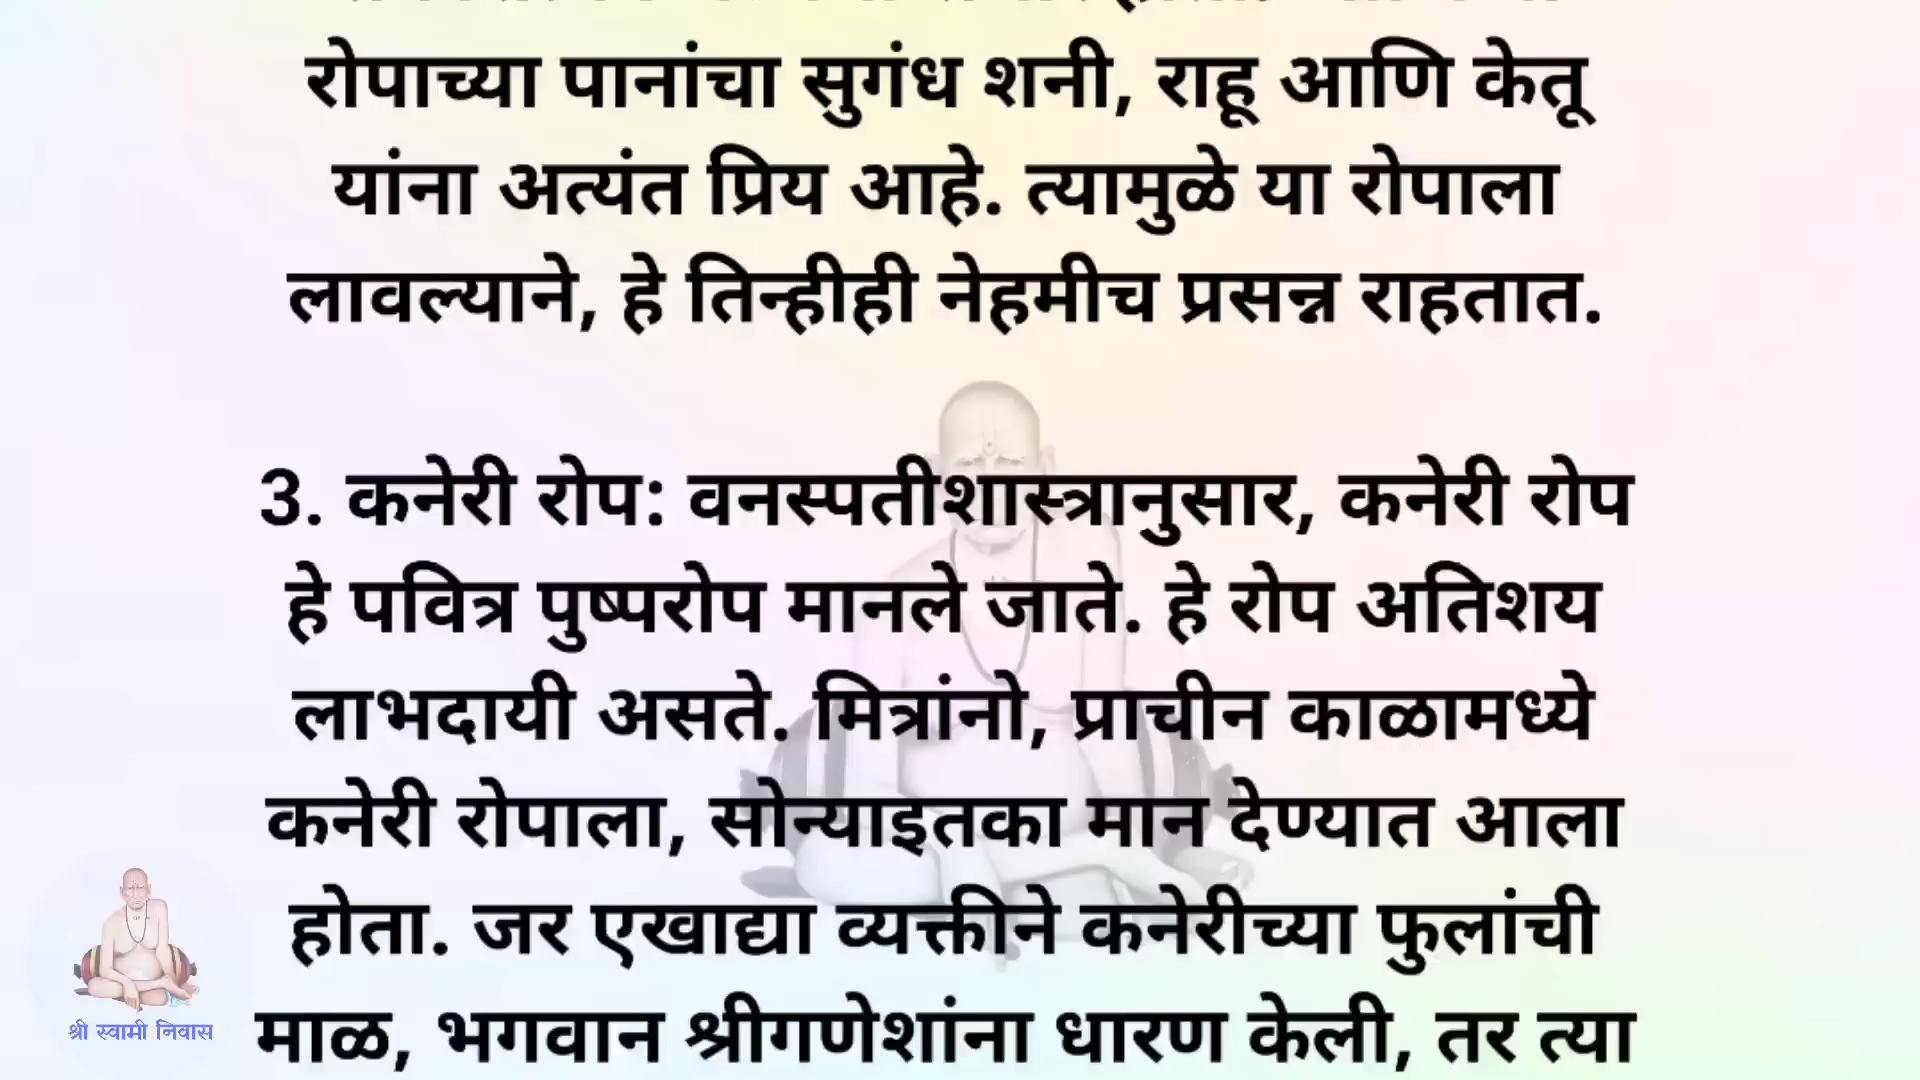 रोपाच्या पानांचा सुगंध शनी, राहू आणि केतू
यांना अत्यंत प्रिय आहे. त्यामुळे या रोपाला
लावल्याने, हे तिन्हीही नेहमीच प्रसन्न राहतात.
3. कनेरी रोप: वनस्पतीशास्त्रानुसार, कनेरी रोप
हे पवित्र पुष्परोप मानले जाते. हे रोप अतिशय
लाभदायी असते. मित्रांनो, प्राचीन काळामध्ये
कनेरी रोपाला, सोन्याइतका मान देण्यात आला
होता. जर एखाद्या व्यक्तीने कनेरीच्या फुलांची
माळ, भगवान श्रीगणेशांना धारण केली, तर त्या
श्री स्वामी निवास